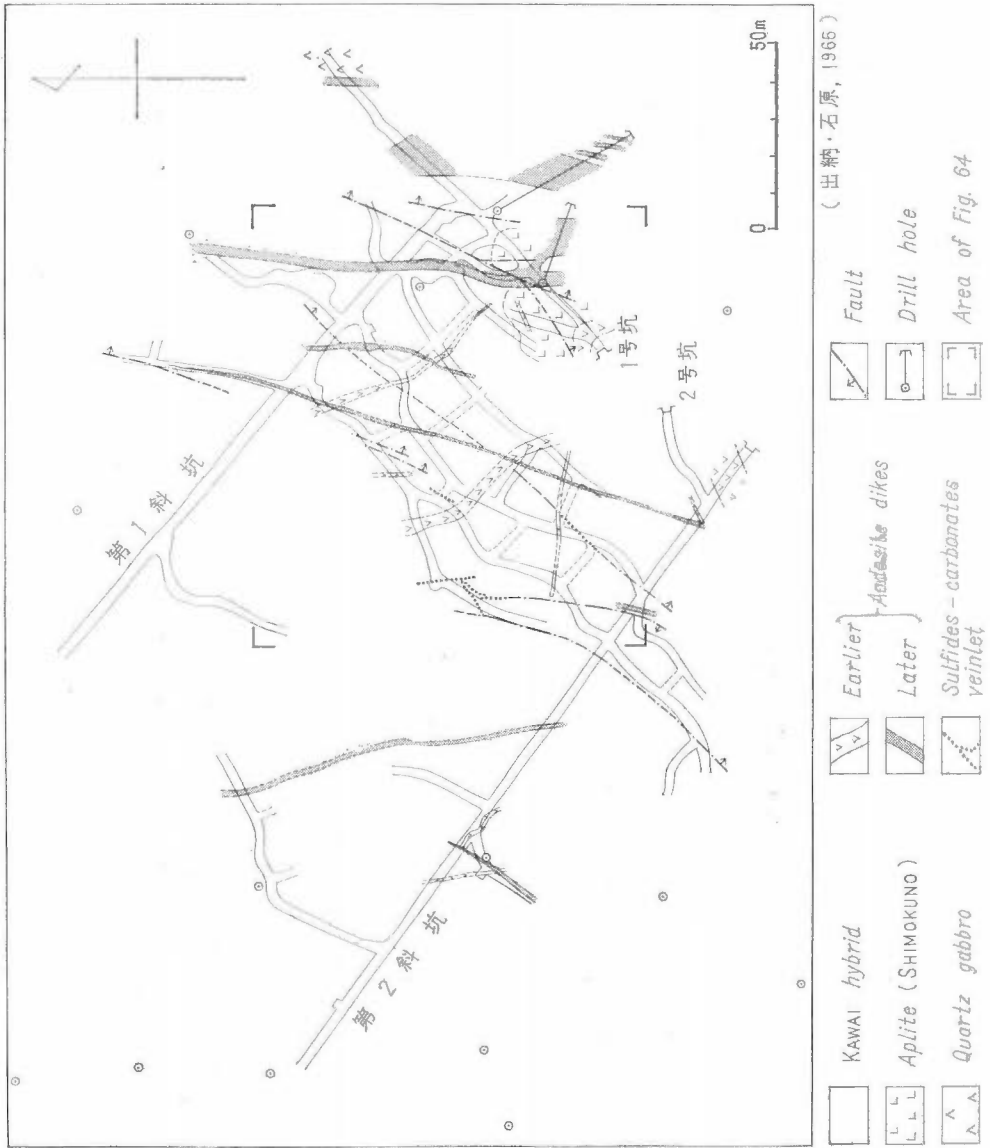 第1斜坑
第2斜坑
1号坑
2号坑
0 50m
(出納・石原, 1966)
KAWAI hybrid
Aplite (SHIMOKUNO)
Quartz gabbro
Earlier
Later
Andesite dikes
Sulfides-carbonates
veinlet
Fault
Drill hole
Area of Fig. 64